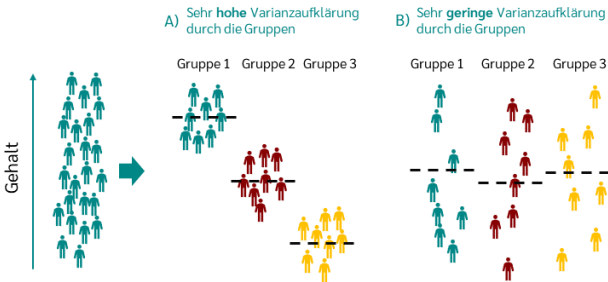 A) Sehr hohe Varianzaufklärung
durch die Gruppen
Gruppe 1 Gruppe 2 Gruppe 3
B) Sehr geringe Varianzaufklärung
durch die Gruppen
Gruppe 1 Gruppe 2 Gruppe 3
Gehalt